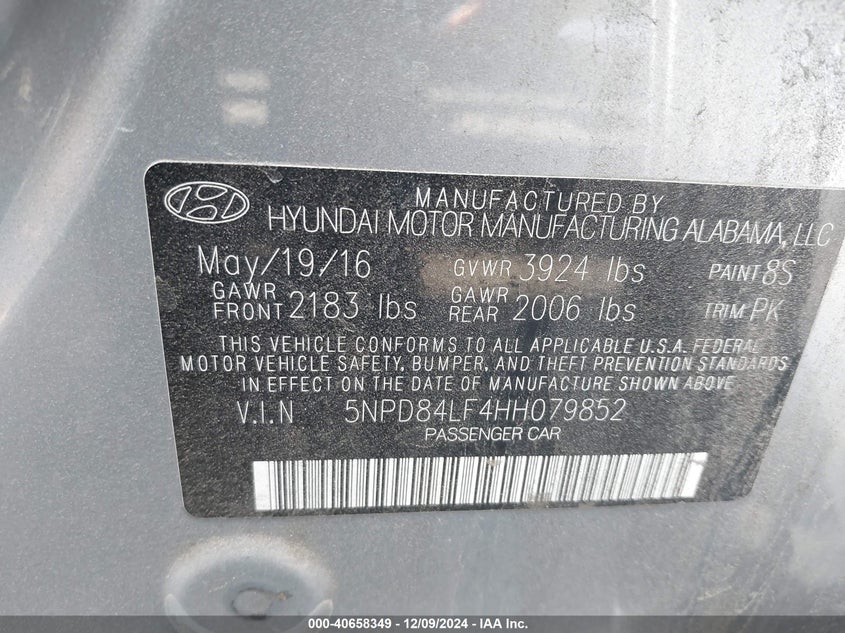 MANUFACTURED BY
HYUNDAI MOTOR MANUFACTURING ALABAMA, LLC
May/19/16 GVWR 3924 lbs PAINT 8S
GAWR FRONT 2183 lbs GAWR REAR 2006 lbs TRIM PK
THIS VEHICLE CONFORMS TO ALL APPLICABLE U.S.A. FEDERAL
MOTOR VEHICLE SAFETY, BUMPER, AND THEFT PREVENTION STANDARDS
IN EFFECT ON THE DATE OF MANUFACTURE SHOWN ABOVE
V.I.N 5NPD84LF4HH079852
PASSENGER CAR
000-40658349 - 12/09/2024 - IAA Inc.